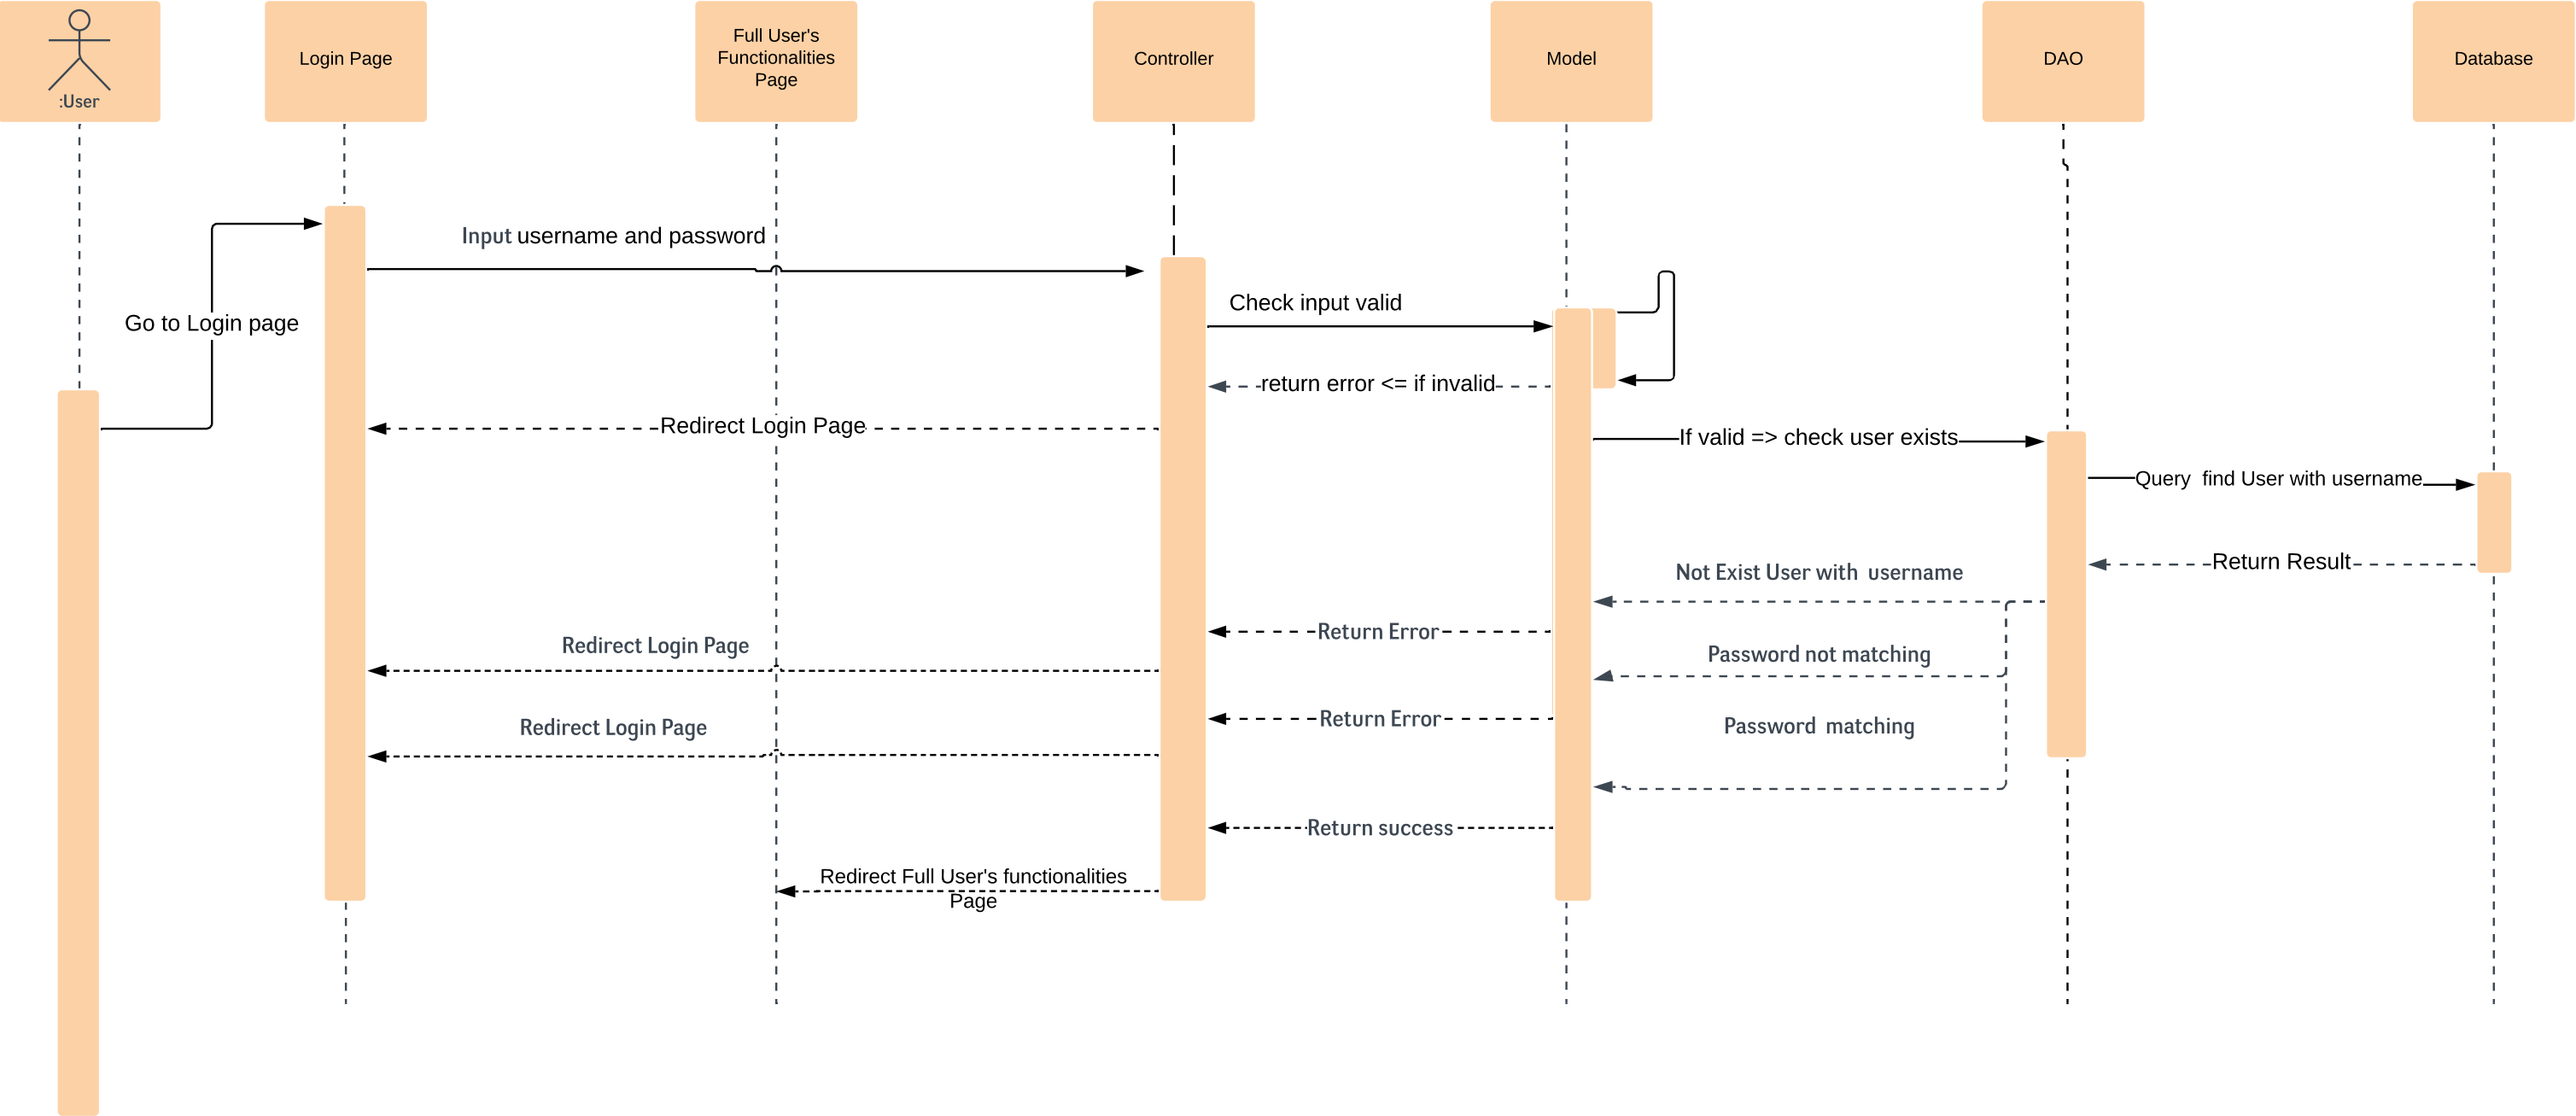 :User
Login Page
Full User's
Functionalities
Page
Controller
Model
DAO
Database
Input username and password
Check input valid
Go to Login page
return error <= if invalid
Redirect Login Page
If valid => check user exists
Query  find User with username
Return Result
Not Exist User with  username
Return Error
Redirect Login Page
Password not matching
Return Error
Redirect Login Page
Password  matching
Return success
Redirect Full User's functionalities
Page